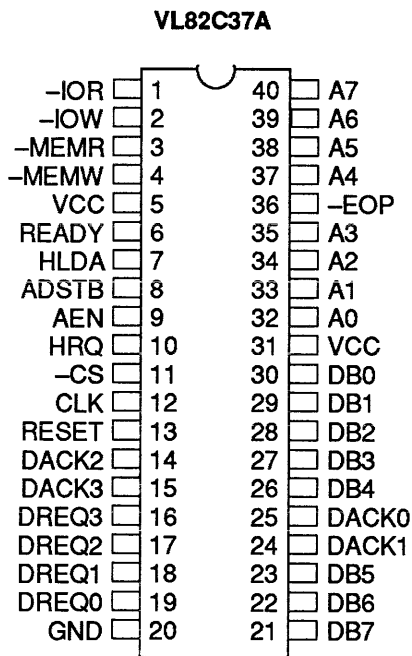 VL82C37A
–IOR 1 40 A7
–IOW 2 39 A6
–MEMR 3 38 A5
–MEMW 4 37 A4
VCC 5 36 –EOP
READY 6 35 A3
HLDA 7 34 A2
ADSTB 8 33 A1
AEN 9 32 A0
HRQ 10 31 VCC
–CS 11 30 DB0
CLK 12 29 DB1
RESET 13 28 DB2
DACK2 14 27 DB3
DACK3 15 26 DB4
DREQ3 16 25 DACK0
DREQ2 17 24 DACK1
DREQ1 18 23 DB5
DREQ0 19 22 DB6
GND 20 21 DB7